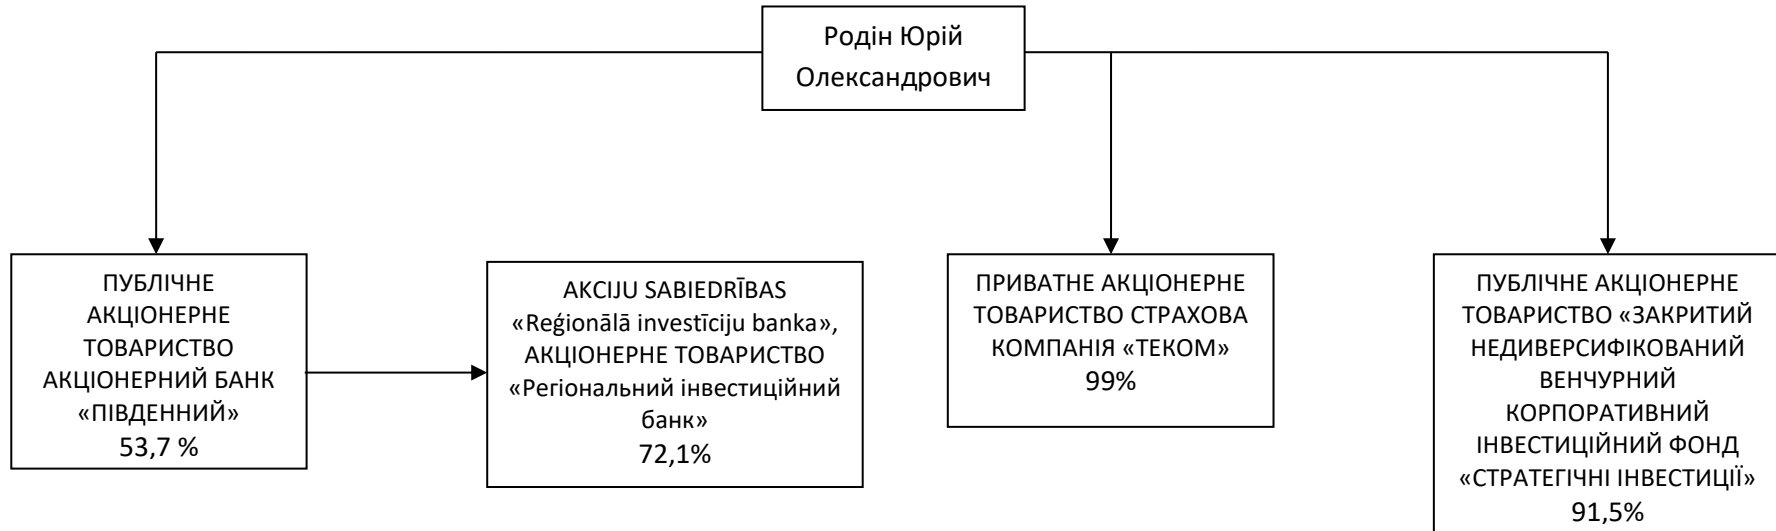 Родін Юрій
Олександрович
ПУБЛІЧНЕ
АКЦІОНЕРНЕ
ТОВАРИСТВО
АКЦІОНЕРНИЙ БАНК
«ПІВДЕННИЙ»
53,7 %
AKCIJU SABIEDRĪBAS
«Reģionālā investīciju banka»,
АКЦІОНЕРНЕ ТОВАРИСТВО
«Регіональний інвестиційний
банк»
72,1%
ПРИВАТНЕ АКЦІОНЕРНЕ
ТОВАРИСТВО СТРАХОВА
КОМПАНІЯ «ТЕКОМ»
99%
ПУБЛІЧНЕ АКЦІОНЕРНЕ
ТОВАРИСТВО «ЗАКРИТИЙ
НЕДИВЕРСИФІКОВАНИЙ
ВЕНЧУРНИЙ
КОРПОРАТИВНИЙ
ІНВЕСТИЦІЙНИЙ ФОНД
«СТРАТЕГІЧНІ ІНВЕСТИЦІЇ»
91,5%